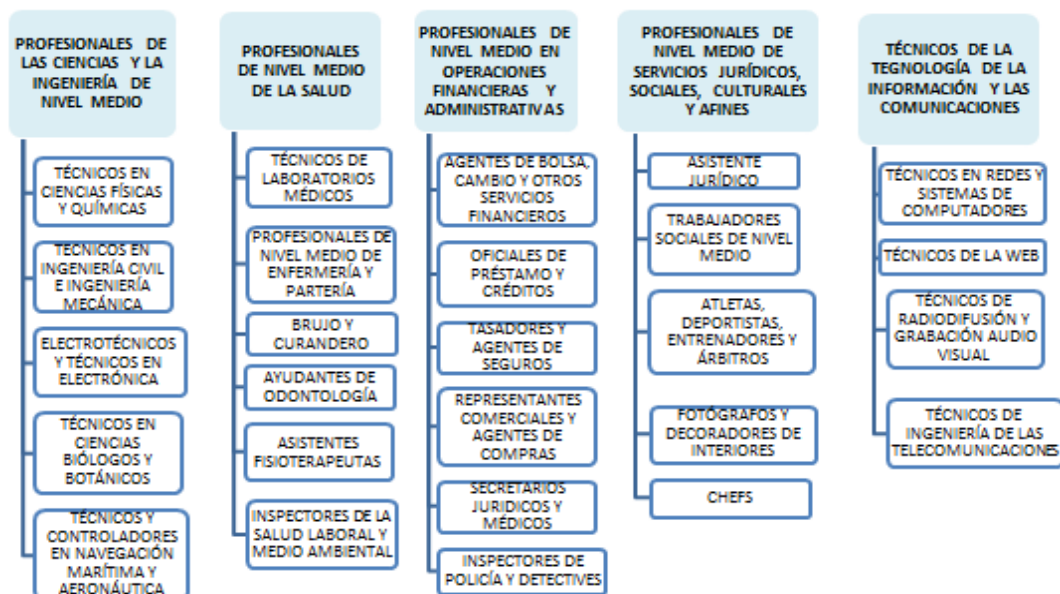 PROFESIONALES DE
LAS CIENCIAS Y LA
INGENIERÍA DE
NIVEL MEDIO
TÉCNICOS EN
CIENCIAS FÍSICAS
Y QUÍMICAS
TECNICOS EN
INGENIERÍA CIVIL
E INGENIERÍA
MECÁNICA
ELECTROTÉCNICOS
Y TÉCNICOS EN
ELECTRÓNICA
TÉCNICOS EN
CIENCIAS
BIÓLOGOS Y
BOTÁNICOS
TÉCNICOS Y
CONTROLADORES
EN NAVEGACIÓN
MARÍTIMA Y
AERONÁUTICA
PROFESIONALES
DE NIVEL MEDIO
DE LA SALUD
TÉCNICOS DE
LABORATORIOS
MÉDICOS
PROFESIONALES DE
NIVEL MEDIO DE
ENFERMERÍA Y
PARTERÍA
BRUJO Y
CURANDERO
AYUDANTES DE
ODONTOLOGÍA
ASISTENTES
FISIOTERAPEUTAS
INSPECTORES DE LA
SALUD LABORAL Y
MEDIO AMBIENTAL
PROFESIONALES DE
NIVEL MEDIO EN
OPERACIONES
FINANCIERAS Y
ADMINISTRATIVAS
AGENTES DE BOLSA,
CAMBIO Y OTROS
SERVICIOS
FINANCIEROS
OFICIALES DE
PRÉSTAMO Y
CRÉDITOS
TASADORES Y
AGENTES DE
SEGUROS
REPRESENTANTES
COMERCIALES Y
AGENTES DE
COMPRAS
SECRETARIOS
JURIDICOS Y
MÉDICOS
INSPECTORES DE
POLICÍA Y DETECTIVES
PROFESIONALES DE
NIVEL MEDIO DE
SERVICIOS JURÍDICOS,
SOCIALES, CULTURALES
Y AFINES
ASISTENTE
JURÍDICO
TRABAJADORES
SOCIALES DE NIVEL
MEDIO
ATLETAS,
DEPORTISTAS,
ENTRENADORES Y
ÁRBITROS
FOTÓGRAFOS Y
DECORADORES DE
INTERIORES
CHEFS
TÉCNICOS DE LA
TEGNOLOGÍA DE LA
INFORMACIÓN Y LAS
COMUNICACIONES
TÉCNICOS EN REDES Y
SISTEMAS DE
COMPUTADORES
TÉCNICOS DE LA WEB
TÉCNICOS DE
RADIODIFUSIÓN Y
GRABACIÓN AUDIO
VISUAL
TÉCNICOS DE
INGENIERÍA DE LAS
TELECOMUNICACIONES